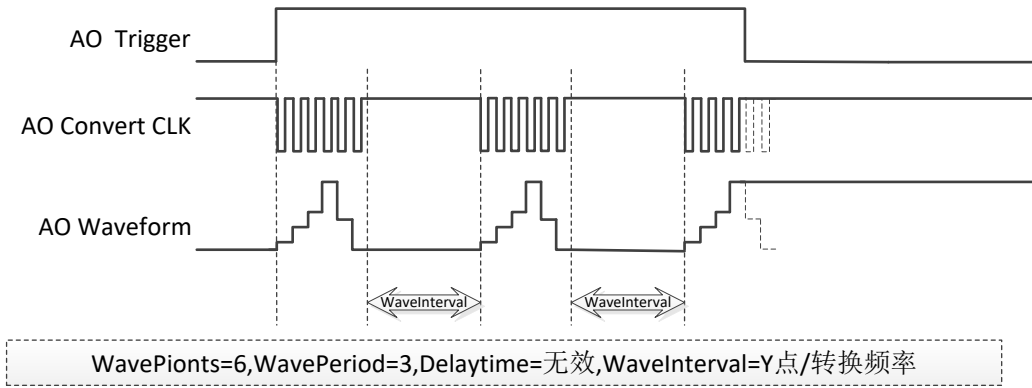 AO  Trigger
AO Convert CLK
AO Waveform
WaveInterval
WaveInterval
WavePionts=6,WavePeriod=3,Delaytime=无效,WaveInterval=Y点/转换频率